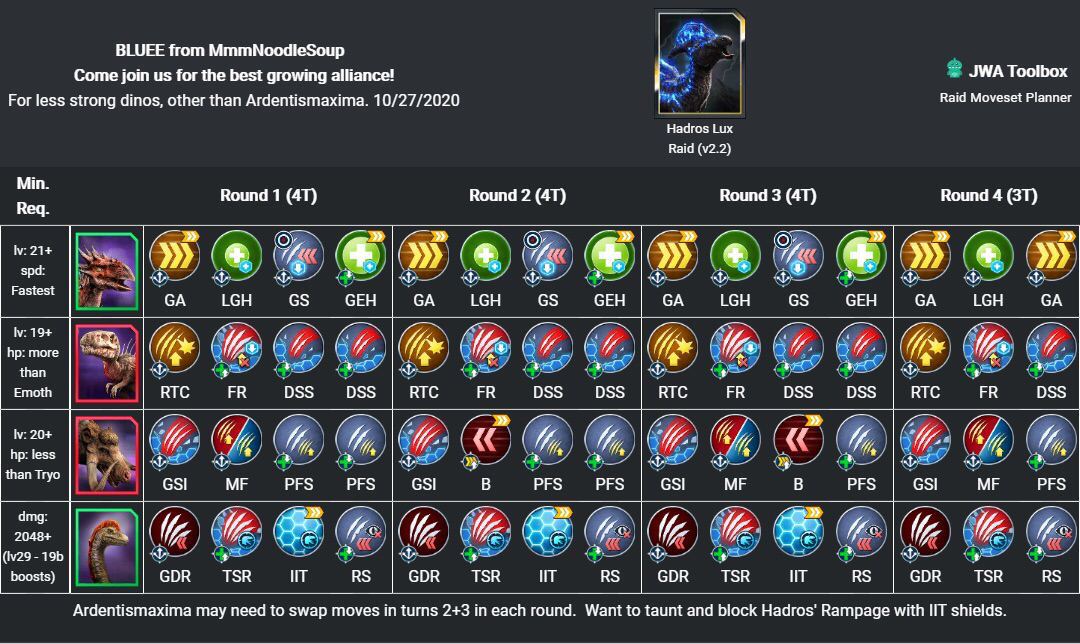 BLUEE from MmmNoodleSoup
Come join us for the best growing alliance!
For less strong dinos, other than Ardentismaxima. 10/27/2020
Hadros Lux
Raid (v2.2)
JWA Toolbox
Raid Moveset Planner
Min.
Req.
Round 1 (4T)
Round 2 (4T)
Round 3 (4T)
Round 4 (3T)
lv: 21+
spd:
Fastest
GA LGH GS GEH GA LGH GS GEH GA LGH GS GEH GA LGH GA
lv: 19+
hp: more
than
Emoth
RTC FR DSS DSS RTC FR DSS DSS RTC FR DSS DSS RTC FR DSS
lv: 20+
hp: less
than Tryo
GSI MF PFS PFS GSI B PFS PFS GSI MF B PFS GSI MF PFS
dmg:
2048+
(lv29 - 19b
boosts)
GDR TSR IIT RS GDR TSR IIT RS GDR TSR IIT RS GDR TSR RS
Ardentismaxima may need to swap moves in turns 2+3 in each round. Want to taunt and block Hadros' Rampage with IIT shields.